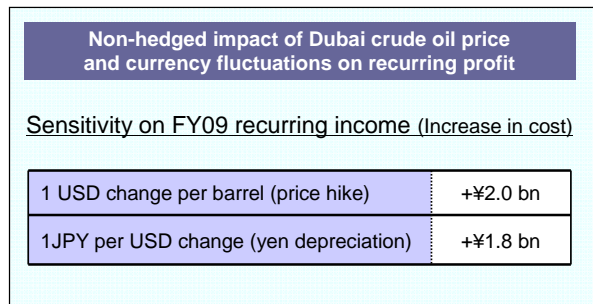 Non-hedged impact of Dubai crude oil price
and currency fluctuations on recurring profit
Sensitivity on FY09 recurring income (Increase in cost)
1 USD change per barrel (price hike) +¥2.0 bn
1JPY per USD change (yen depreciation) +¥1.8 bn